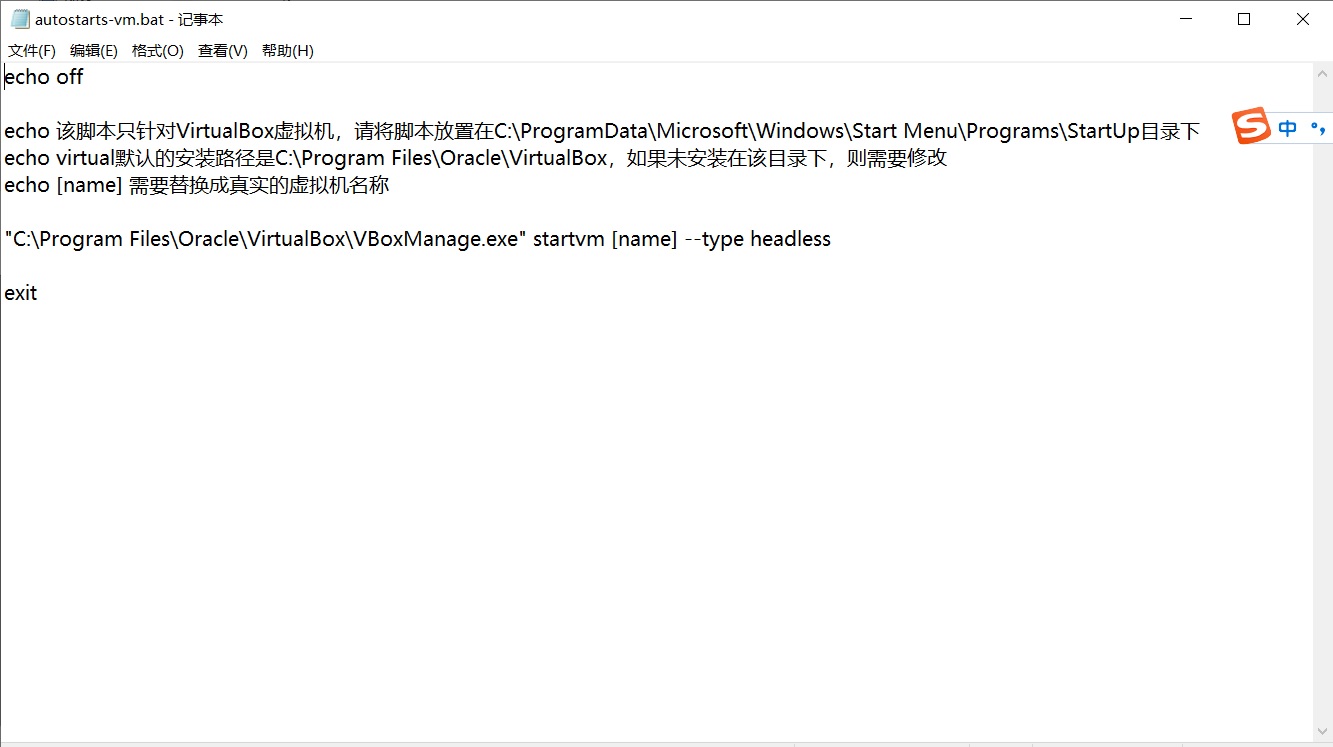 autostarts-vm.bat - 记事本
文件(F) 编辑(E) 格式(O) 查看(V) 帮助(H)
echo off
echo 该脚本只针对VirtualBox虚拟机，请将脚本放置在C:\ProgramData\Microsoft\Windows\Start Menu\Programs\StartUp目录下
echo virtual默认的安装路径是C:\Program Files\Oracle\VirtualBox，如果未安装在该目录下，则需要修改
echo [name] 需要替换成真实的虚拟机名称
"C:\Program Files\Oracle\VirtualBox\VBoxManage.exe" startvm [name] --type headless
exit
S 中 °,